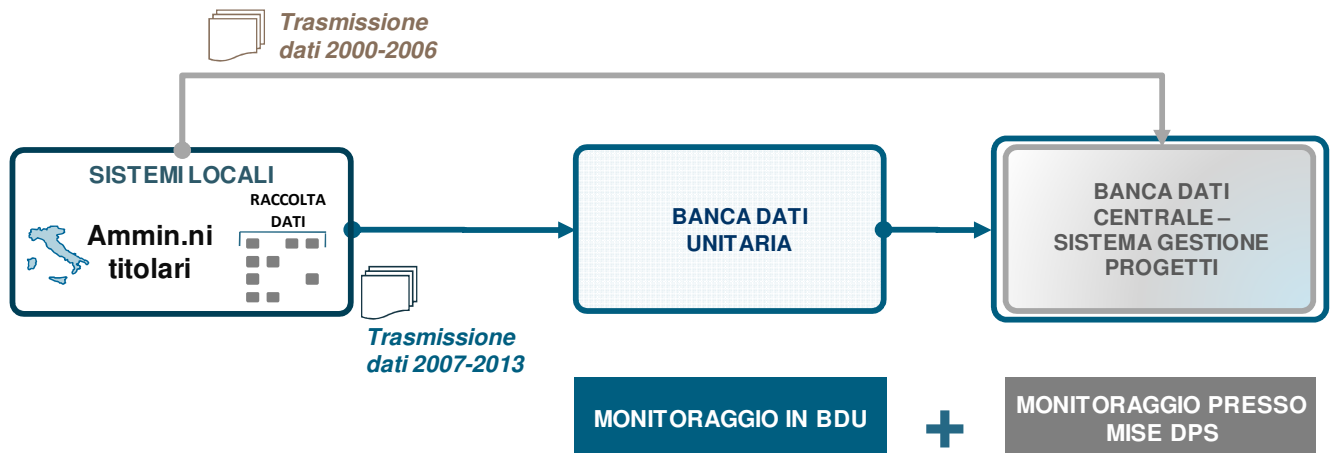 Trasmissione
dati 2000-2006
SISTEMI LOCALI
RACCOLTA
DATI
Ammin.ni
titolari
Trasmissione
dati 2007-2013
BANCA DATI
UNITARIA
BANCA DATI
CENTRALE –
SISTEMA GESTIONE
PROGETTI
MONITORAGGIO IN BDU
+
MONITORAGGIO PRESSO
MISE DPS